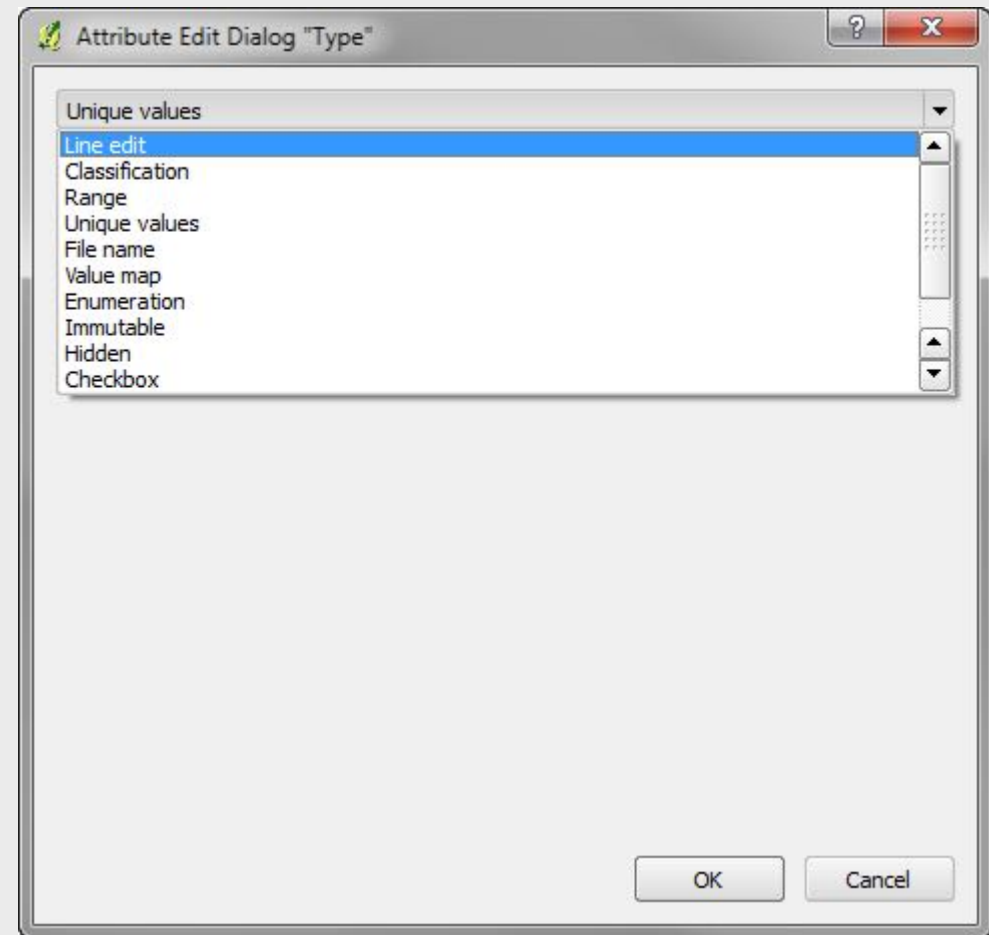 Attribute Edit Dialog "Type"
Unique values
Line edit
Classification
Range
Unique values
File name
Value map
Enumeration
Immutable
Hidden
Checkbox
OK
Cancel